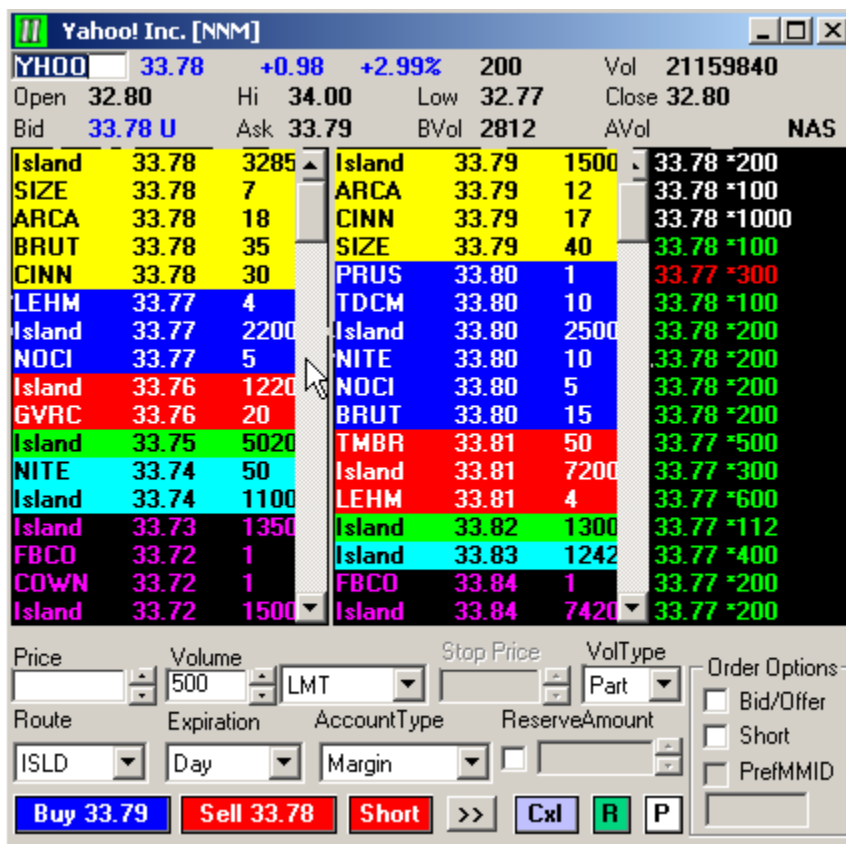 Yahoo! Inc. [NNM]
YHOO 33.78 +0.98 +2.99% 200 Vol 21159840
Open 32.80 Hi 34.00 Low 32.77 Close 32.80
Bid 33.78 U Ask 33.79 BVol 2812 AVol NAS
Island 33.78 3285 Island 33.79 1500 33.78 *200
SIZE 33.78 7 ARCA 33.79 12 33.78 *100
ARCA 33.78 18 CINN 33.79 17 33.78 *1000
BRUT 33.78 35 SIZE 33.79 40 33.78 *100
CINN 33.78 30 PRUS 33.80 1 33.77 *300
LEHM 33.77 4 TDCM 33.80 10 33.78 *100
Island 33.77 2200 Island 33.80 2500 33.78 *200
NOCI 33.77 5 NITE 33.80 10 33.78 *200
Island 33.76 1220 NOCI 33.80 5 33.78 *200
GVRC 33.76 20 BRUT 33.80 15 33.78 *200
Island 33.75 5020 TMBR 33.81 50 33.77 *500
NITE 33.74 50 Island 33.81 7200 33.77 *300
Island 33.74 1100 LEHM 33.81 4 33.77 *600
Island 33.73 1350 Island 33.82 1300 33.77 *112
FBCO 33.72 1 Island 33.83 1242 33.77 *400
COWN 33.72 1 FBCO 33.84 1 33.77 *200
Island 33.72 1500 Island 33.84 7420 33.77 *200
Price Volume Stop Price VolType Order Options
500 LMT Part Bid/Offer
Route Expiration AccountType ReserveAmount Short
ISLD Day Margin PrefMMID
Buy 33.79 Sell 33.78 Short >> Cxl R P